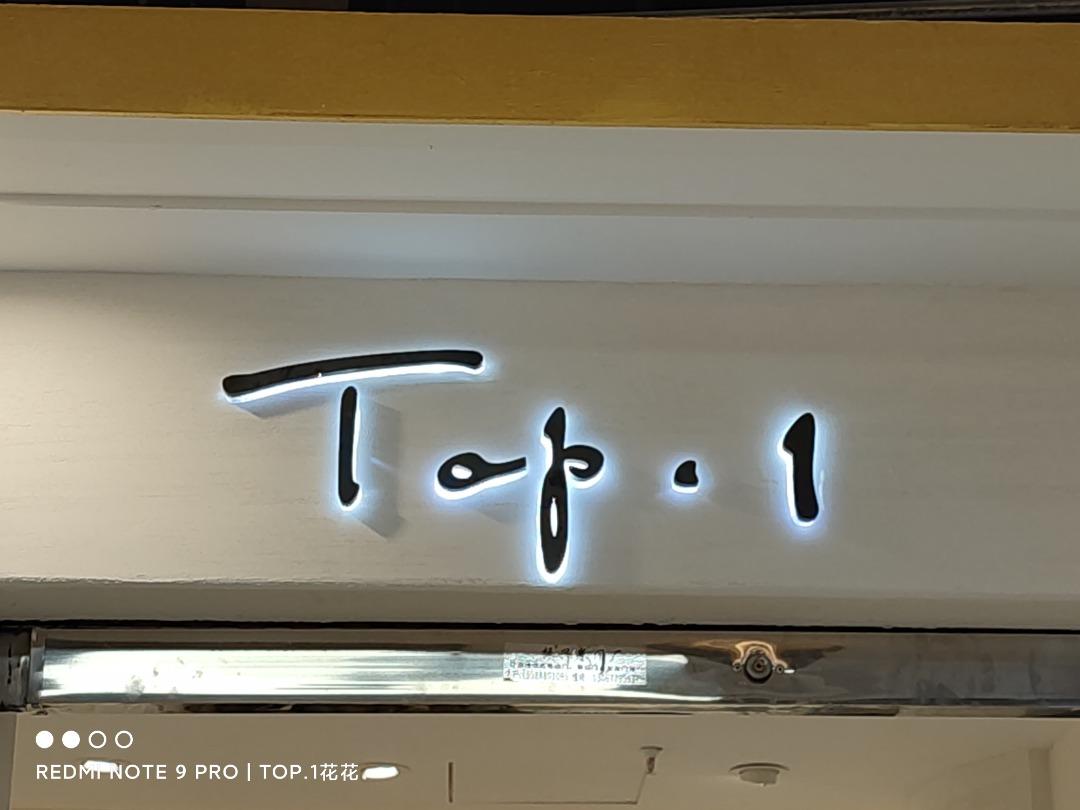 Top·1
REDMI NOTE 9 PRO | TOP.1花花